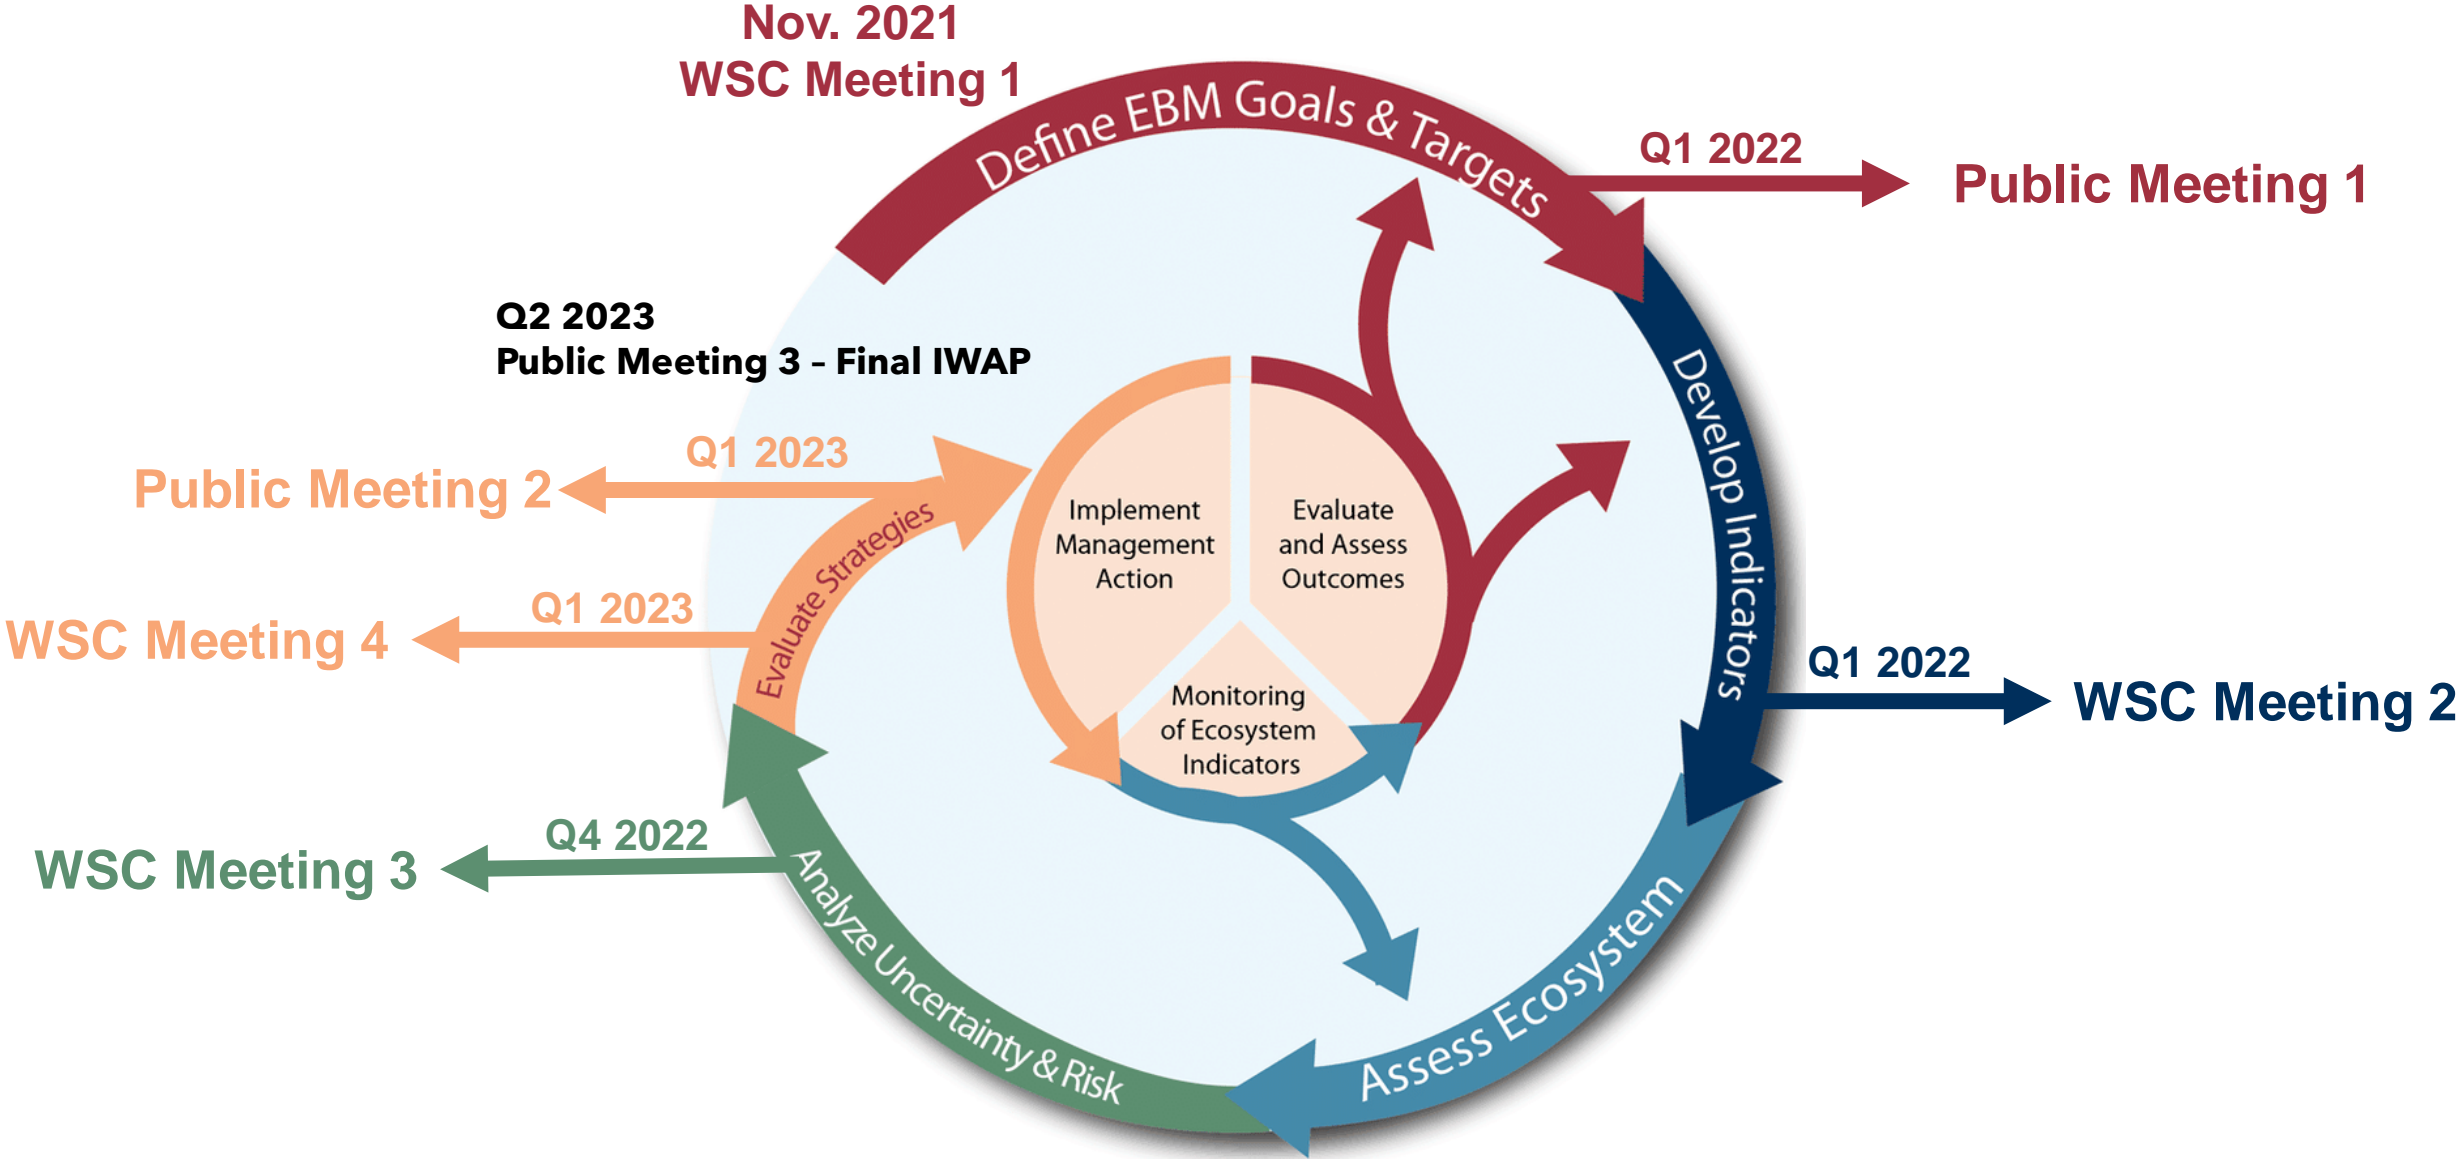 Nov. 2021
WSC Meeting 1
Define EBM Goals & Targets
Q1 2022
Public Meeting 1
Q2 2023
Public Meeting 3 – Final IWAP
Develop Indicators
Q1 2023
Public Meeting 2
Evaluate Strategies
Implement
Management
Action
Evaluate
and Assess
Outcomes
Q1 2023
WSC Meeting 4
Monitoring
of Ecosystem
Indicators
Q1 2022
WSC Meeting 2
Q4 2022
WSC Meeting 3
Analyze Uncertainty & Risk
Assess Ecosystem